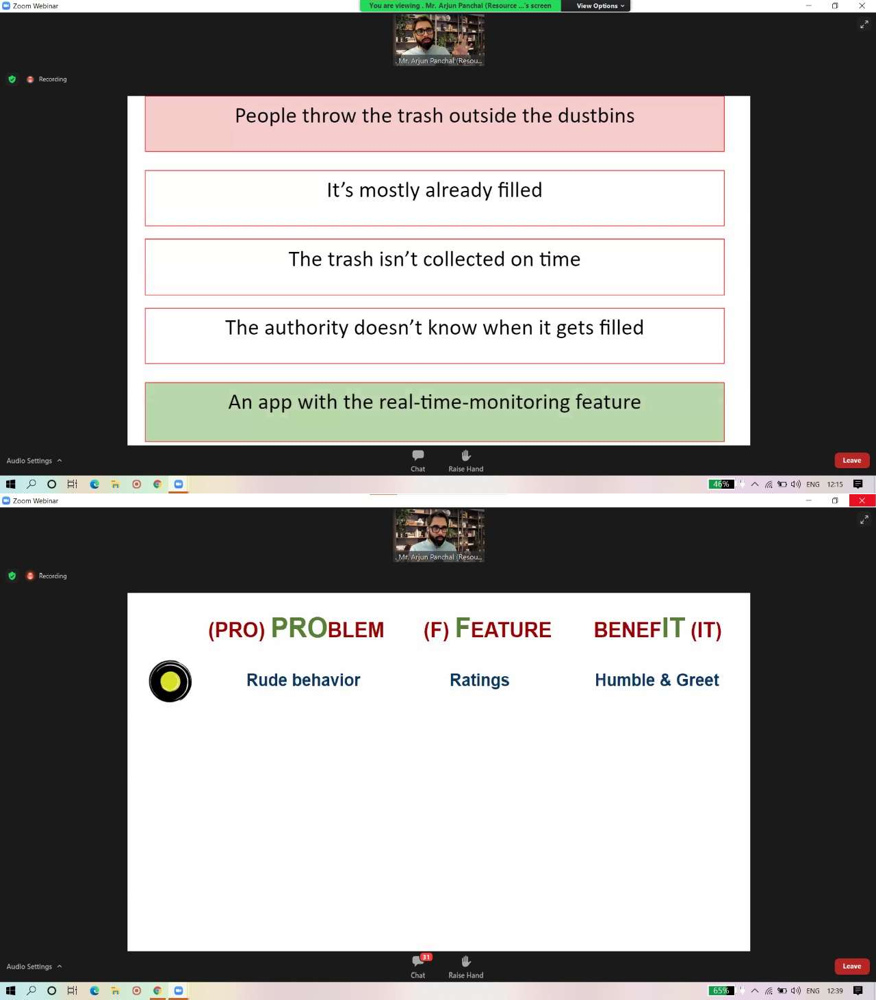 Zoom Webinar
You are viewing . Mr. Arjun Panchal (Resource ...'s screen
View Options
. Mr. Arjun Panchal (Resou...
Recording
People throw the trash outside the dustbins
It's mostly already filled
The trash isn't collected on time
The authority doesn't know when it gets filled
An app with the real-time-monitoring feature
Audio Settings
Chat
Raise Hand
Leave
46%
ENG
12:15
Zoom Webinar
. Mr. Arjun Panchal (Resou...
Recording
(PRO) PROBLEM (F) FEATURE BENEFIT (IT)
Rude behavior Ratings Humble & Greet
Audio Settings
31
Chat
Raise Hand
Leave
65%
ENG
12:39